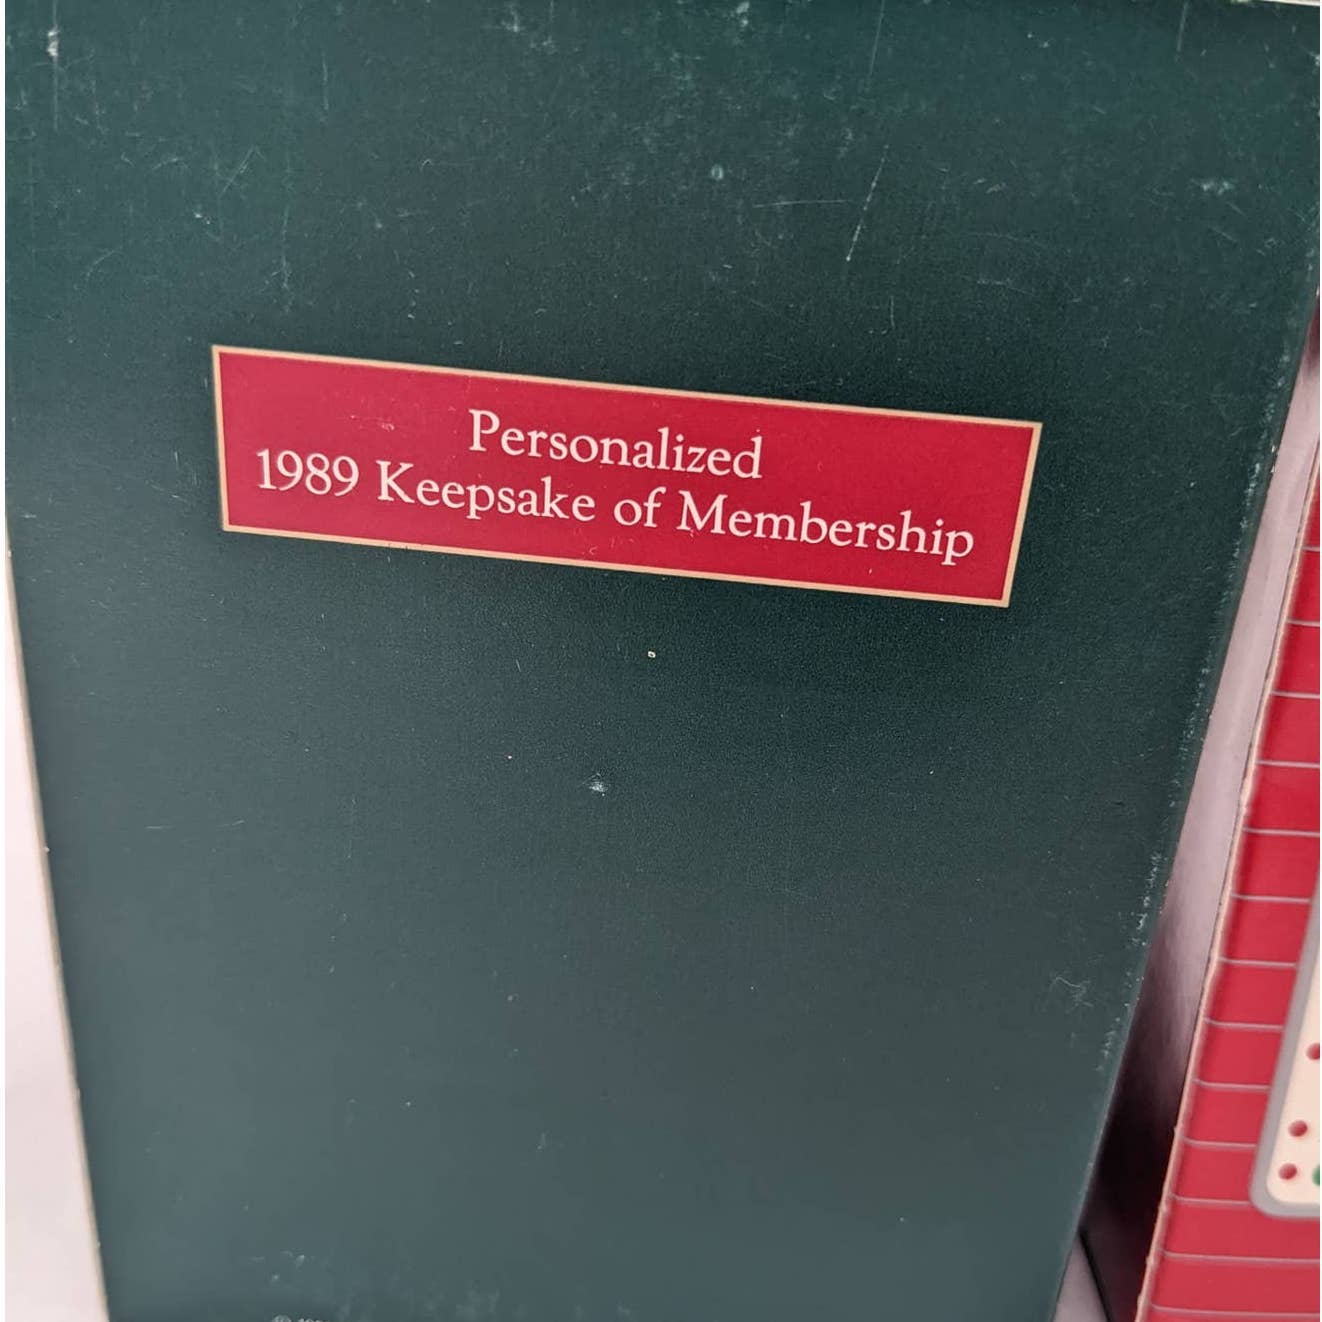 Personalized
1989 Keepsake of Membership